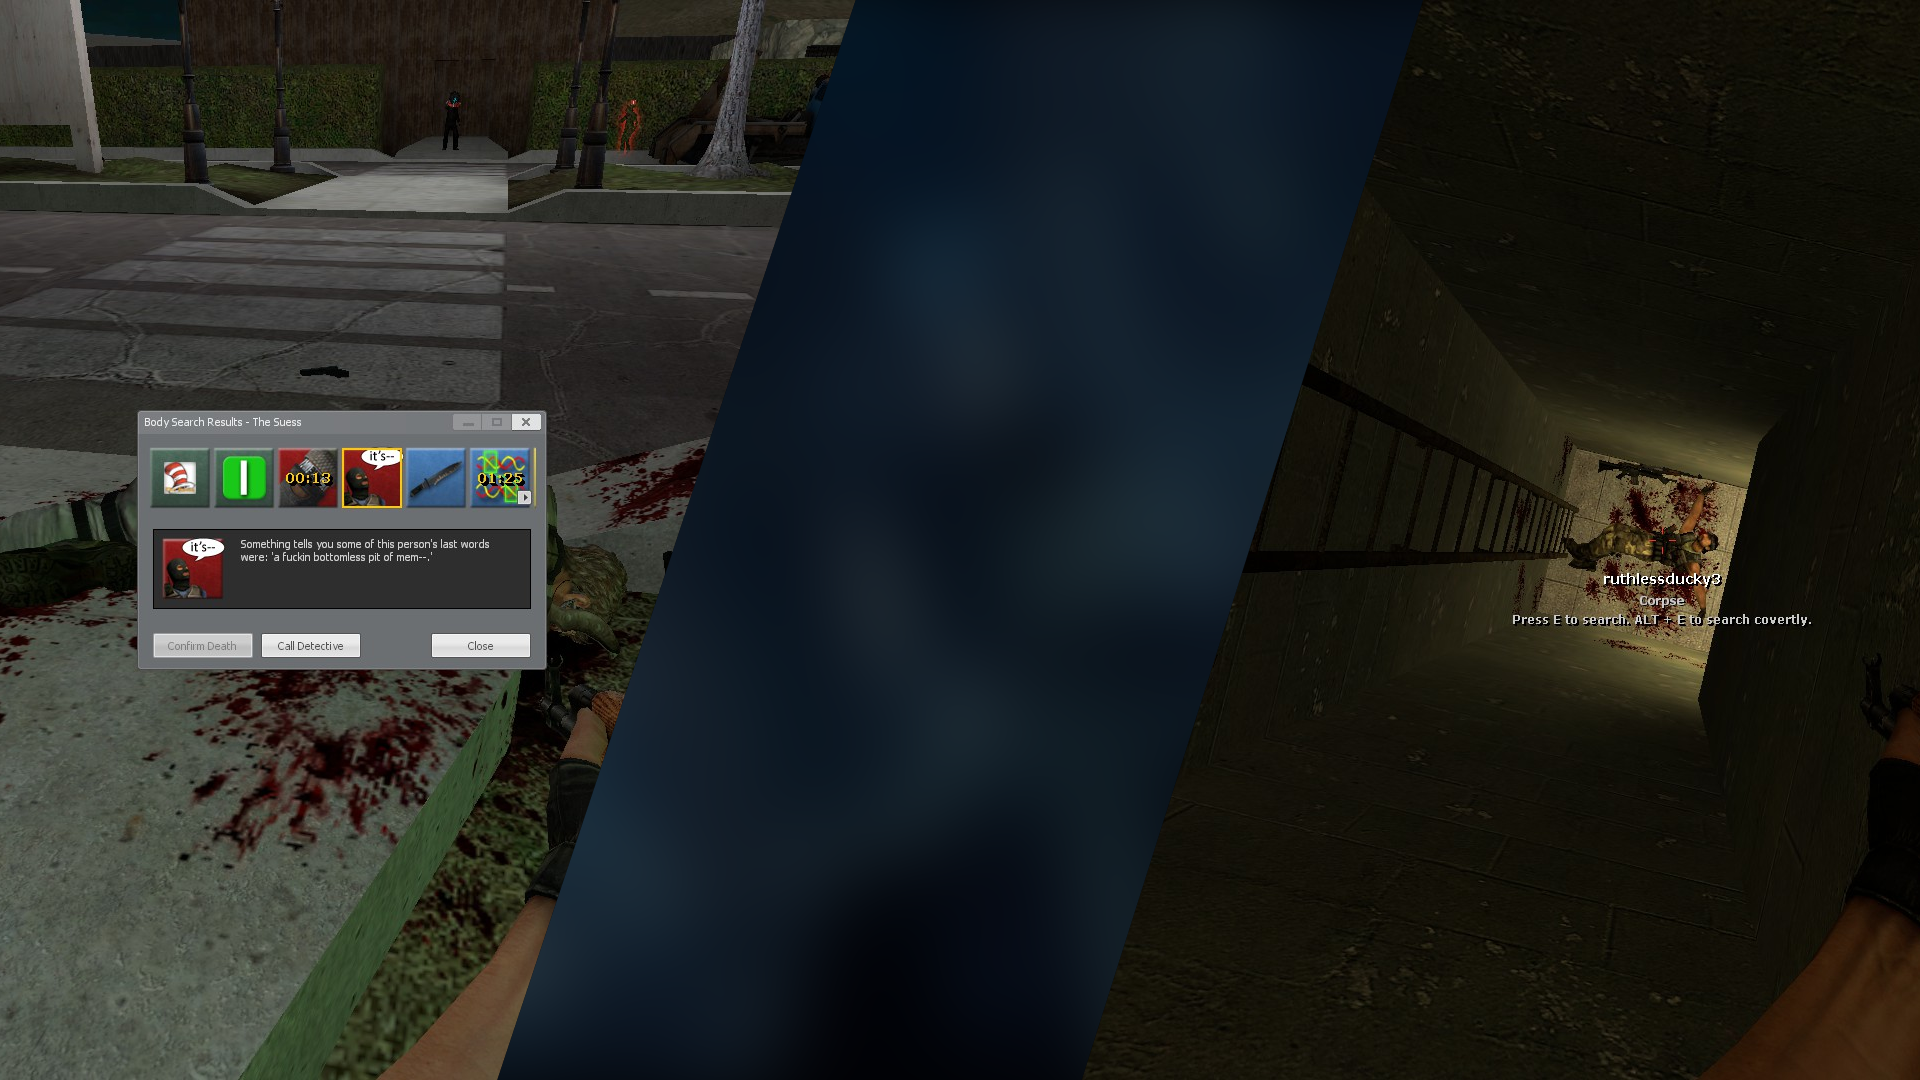 Body Search Results - The Suess
00:13
it's--
01:25
it's--
Something tells you some of this person's last words
were: 'a fuckin bottomless pit of mem--.'
Confirm Death
Call Detective
Close
ruthlessducky3
Corpse
Press E to search. ALT + E to search covertly.